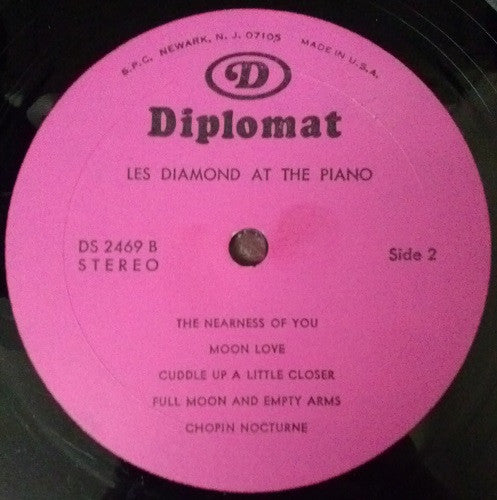 S.P.C. NEWARK, N. J. 07105 MADE IN U.S.A.
D
Diplomat
LES DIAMOND AT THE PIANO
DS 2469 B
STEREO
Side 2
THE NEARNESS OF YOU
MOON LOVE
CUDDLE UP A LITTLE CLOSER
FULL MOON AND EMPTY ARMS
CHOPIN NOCTURNE